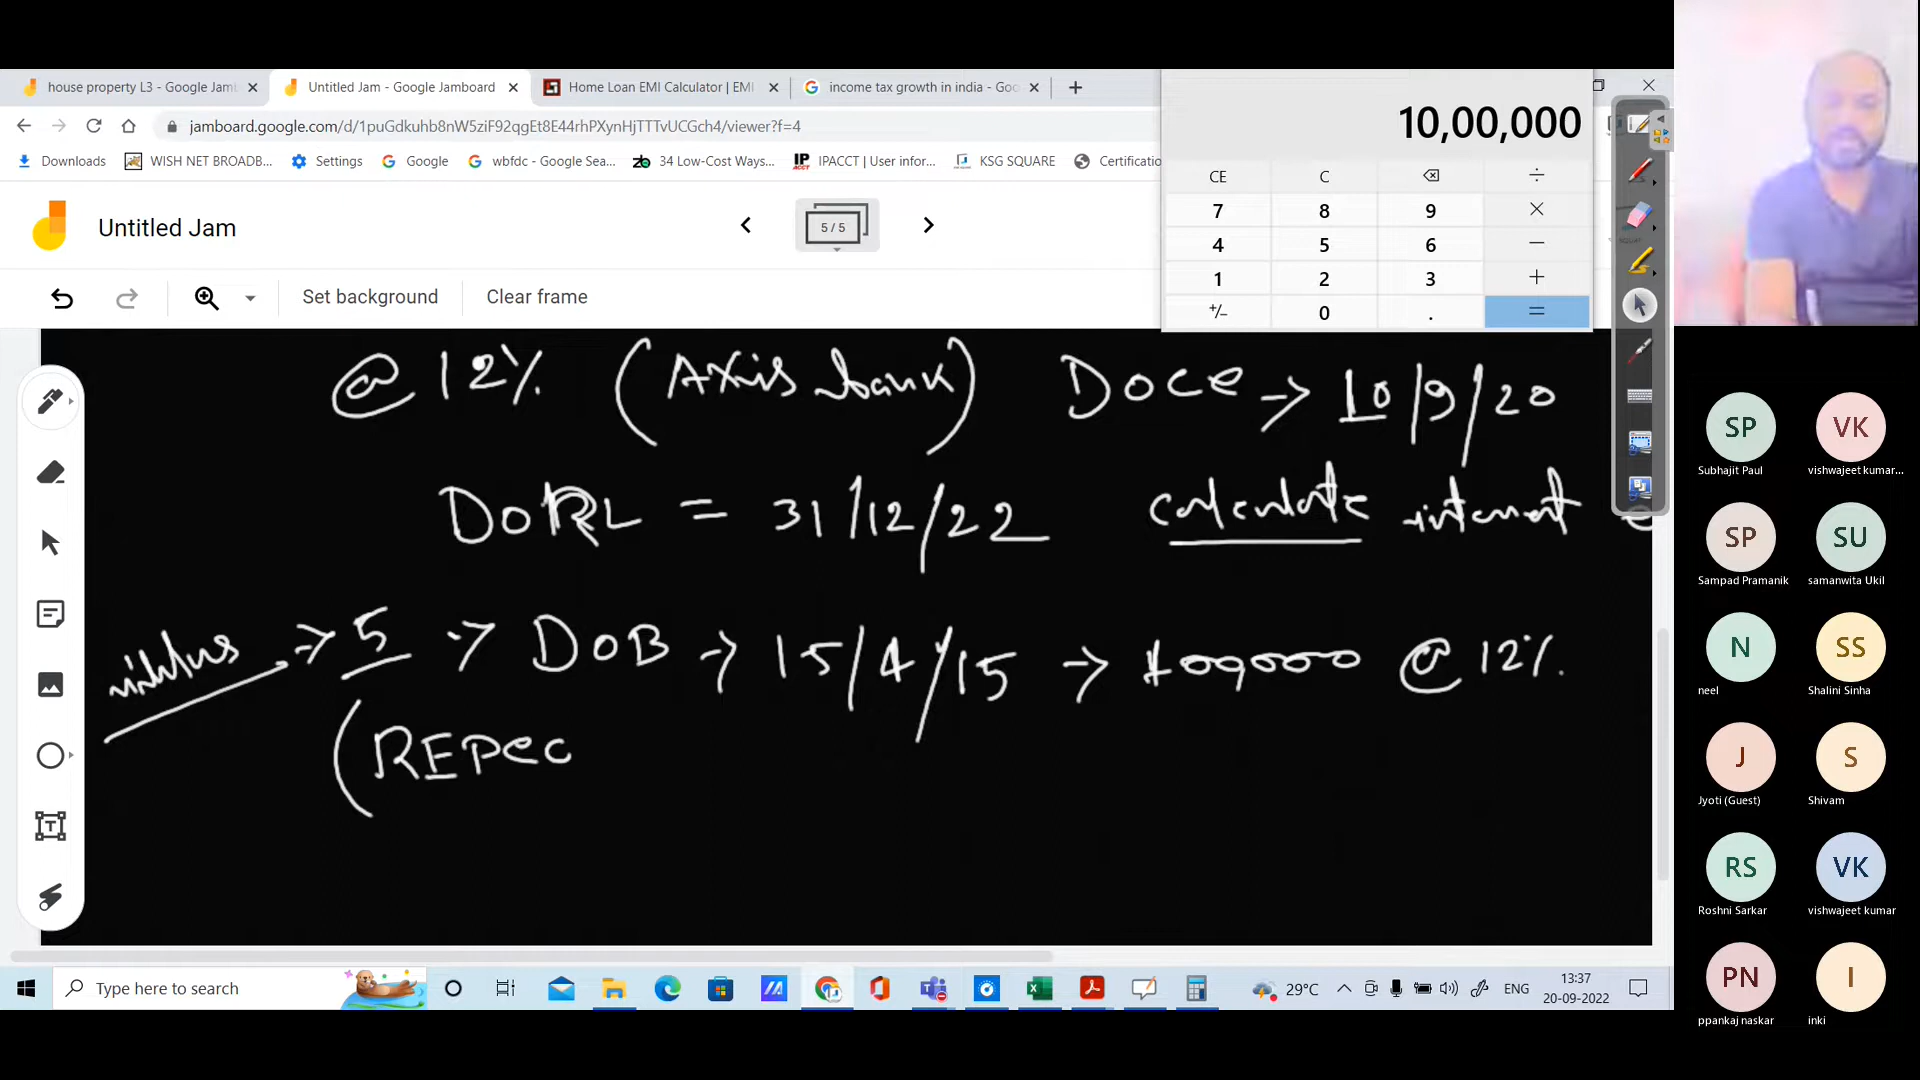 house property L3 - Google Jam
Untitled Jam - Google Jamboard
Home Loan EMI Calculator | EMI
income tax growth in india - Goo
jamboard.google.com/d/1puGdkuhb8nW5ziF92qgEt8E44rhPXynHjTTTvUCGch4/viewer?f=4
Downloads
WISH NET BROADB...
Settings
Google
wbfdc - Google Sea...
34 Low-Cost Ways...
IPACCT | User infor...
KSG SQUARE
Certificatio
Untitled Jam
5 / 5
Set background
Clear frame
10,00,000
CE C ⌫ ÷
7 8 9 ×
4 5 6 −
1 2 3 +
+/- 0 . =
@ 12% (Axis bank) DOCC -> 10/9/20
DORL = 31/12/22 calculate interest
-> 5 -> DOB -> 15/4/15 -> @ 12%.
(REPCC
SP
Subhajit Paul
VK
vishwajeet kumar...
SP
Sampad Pramanik
SU
samanwita Ukil
N
neel
SS
Shalini Sinha
J
Jyoti (Guest)
S
Shivam
RS
Roshni Sarkar
VK
vishwajeet kumar
PN
ppankaj naskar
I
inki
Type here to search
29°C
ENG
13:37
20-09-2022